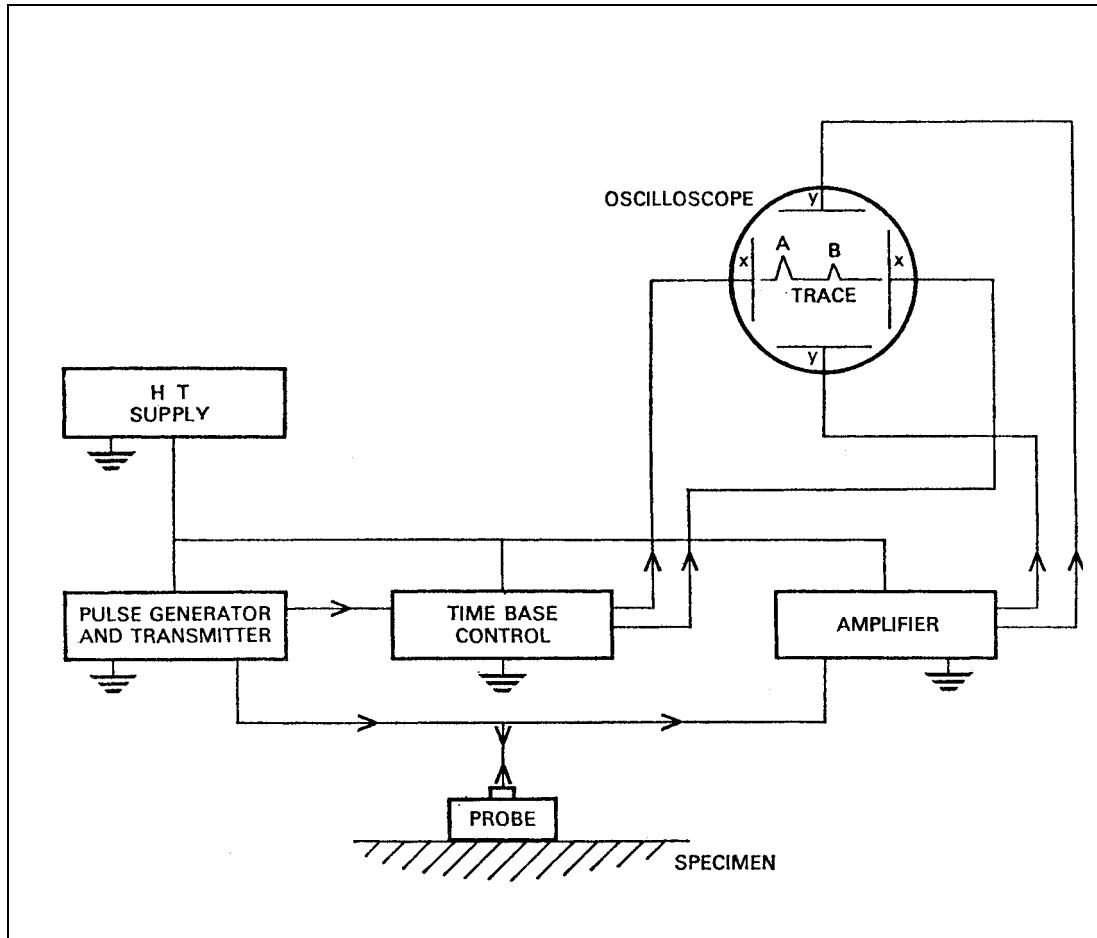 OSCILLOSCOPE
y
A
B
x
x
TRACE
y
H T
SUPPLY
PULSE GENERATOR
AND TRANSMITTER
TIME BASE
CONTROL
AMPLIFIER
PROBE
SPECIMEN